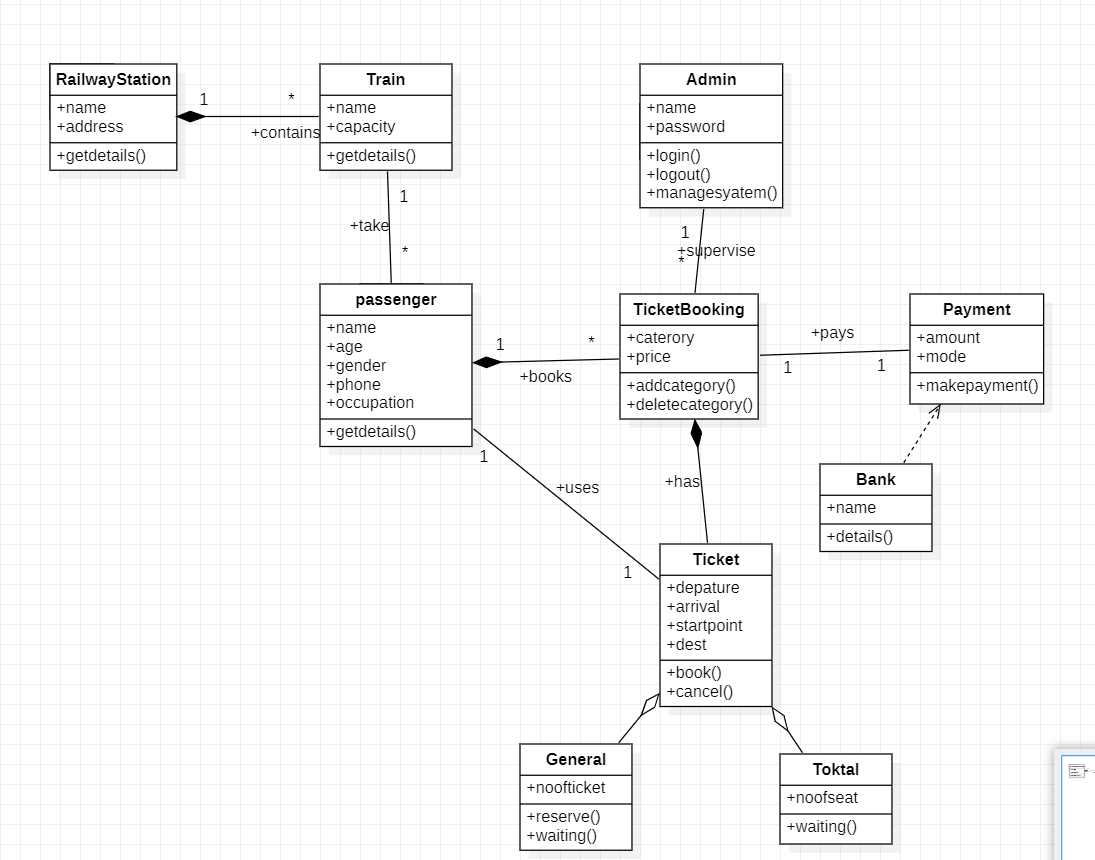 RailwayStation
+name
+address
+getdetails()
1
*
+contains
Train
+name
+capacity
+getdetails()
Admin
+name
+password
+login()
+logout()
+managesyatem()
1
+take
*
1
+supervise
*
passenger
+name
+age
+gender
+phone
+occupation
+getdetails()
1
*
+books
TicketBooking
+caterory
+price
+addcategory()
+deletecategory()
+pays
1
1
Payment
+amount
+mode
+makepayment()
1
+uses
1
+has
Bank
+name
+details()
Ticket
+depature
+arrival
+startpoint
+dest
+book()
+cancel()
General
+noofticket
+reserve()
+waiting()
Toktal
+noofseat
+waiting()